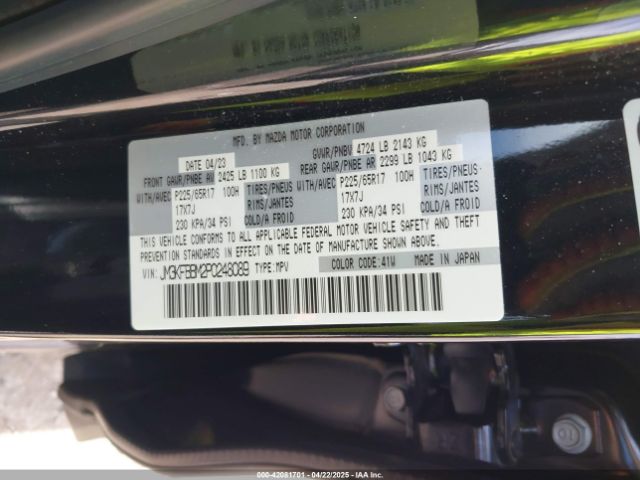 MFD. BY MAZDA MOTOR CORPORATION
DATE 04/23
GVWR/PNBV 4724 LB 2143 KG
FRONT GAWR/PNBE AV 2425 LB 1100 KG
REAR GAWR/PNBE AR 2299 LB 1043 KG
WITH/AVEC P225/65R17 100H TIRES/PNEUS
17X7J RIMS/JANTES
230 KPA/34 PSI COLD/A FROID
WITH/AVEC P225/65R17 100H TIRES/PNEUS
17X7J RIMS/JANTES
230 KPA/34 PSI COLD/A FROID
THIS VEHICLE CONFORMS TO ALL APPLICABLE FEDERAL MOTOR VEHICLE SAFETY AND THEFT
PREVENTION STANDARDS IN EFFECT ON THE DATE OF MANUFACTURE SHOWN ABOVE.
VIN: JM3KFBBM2P0248089 TYPE:MPV COLOR CODE:41W MADE IN JAPAN
000-42081701 - 04/22/2025 - IAAI.com